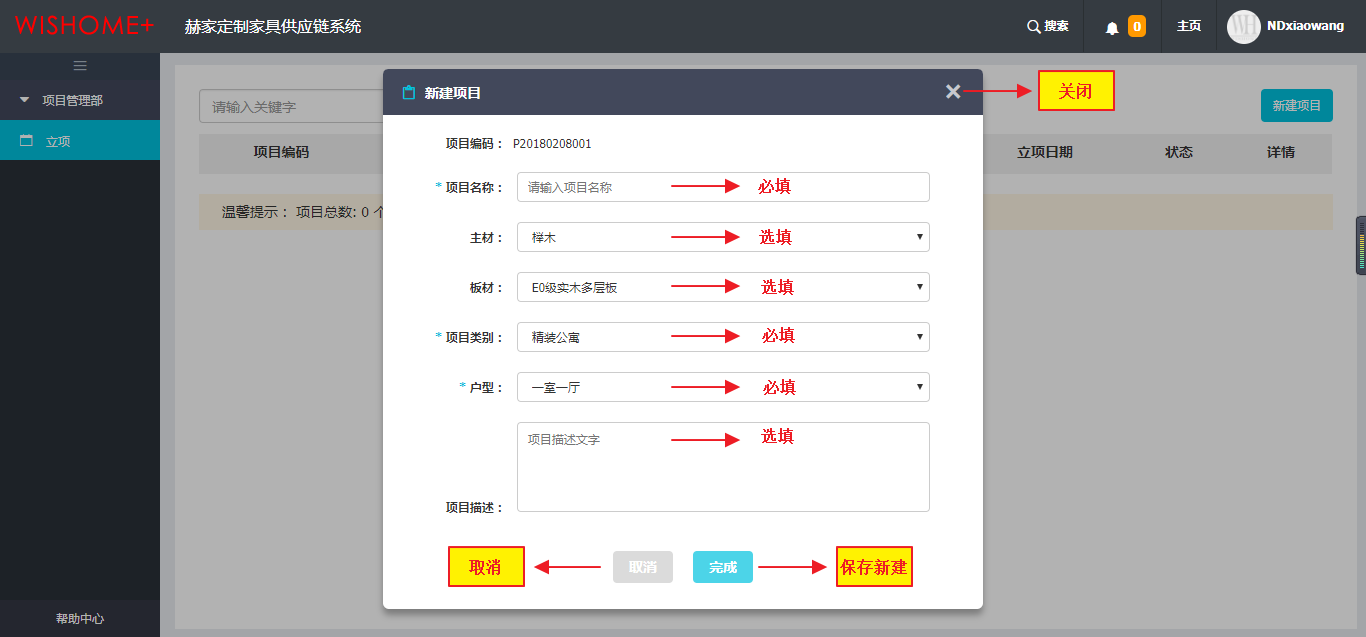 WISHOME+
赫家定制家具供应链系统
搜索
0
主页
NDxiaowang
项目管理部
立项
帮助中心
请输入关键字
新建项目
项目编码
立项日期
状态
详情
温馨提示： 项目总数: 0 个
新建项目
关闭
项目编码： P20180208001
* 项目名称： 请输入项目名称 必填
主材： 榉木 选填
板材： E0级实木多层板 选填
* 项目类别： 精装公寓 必填
* 户型： 一室一厅 必填
项目描述文字 选填
项目描述：
取消 取消 完成 保存新建